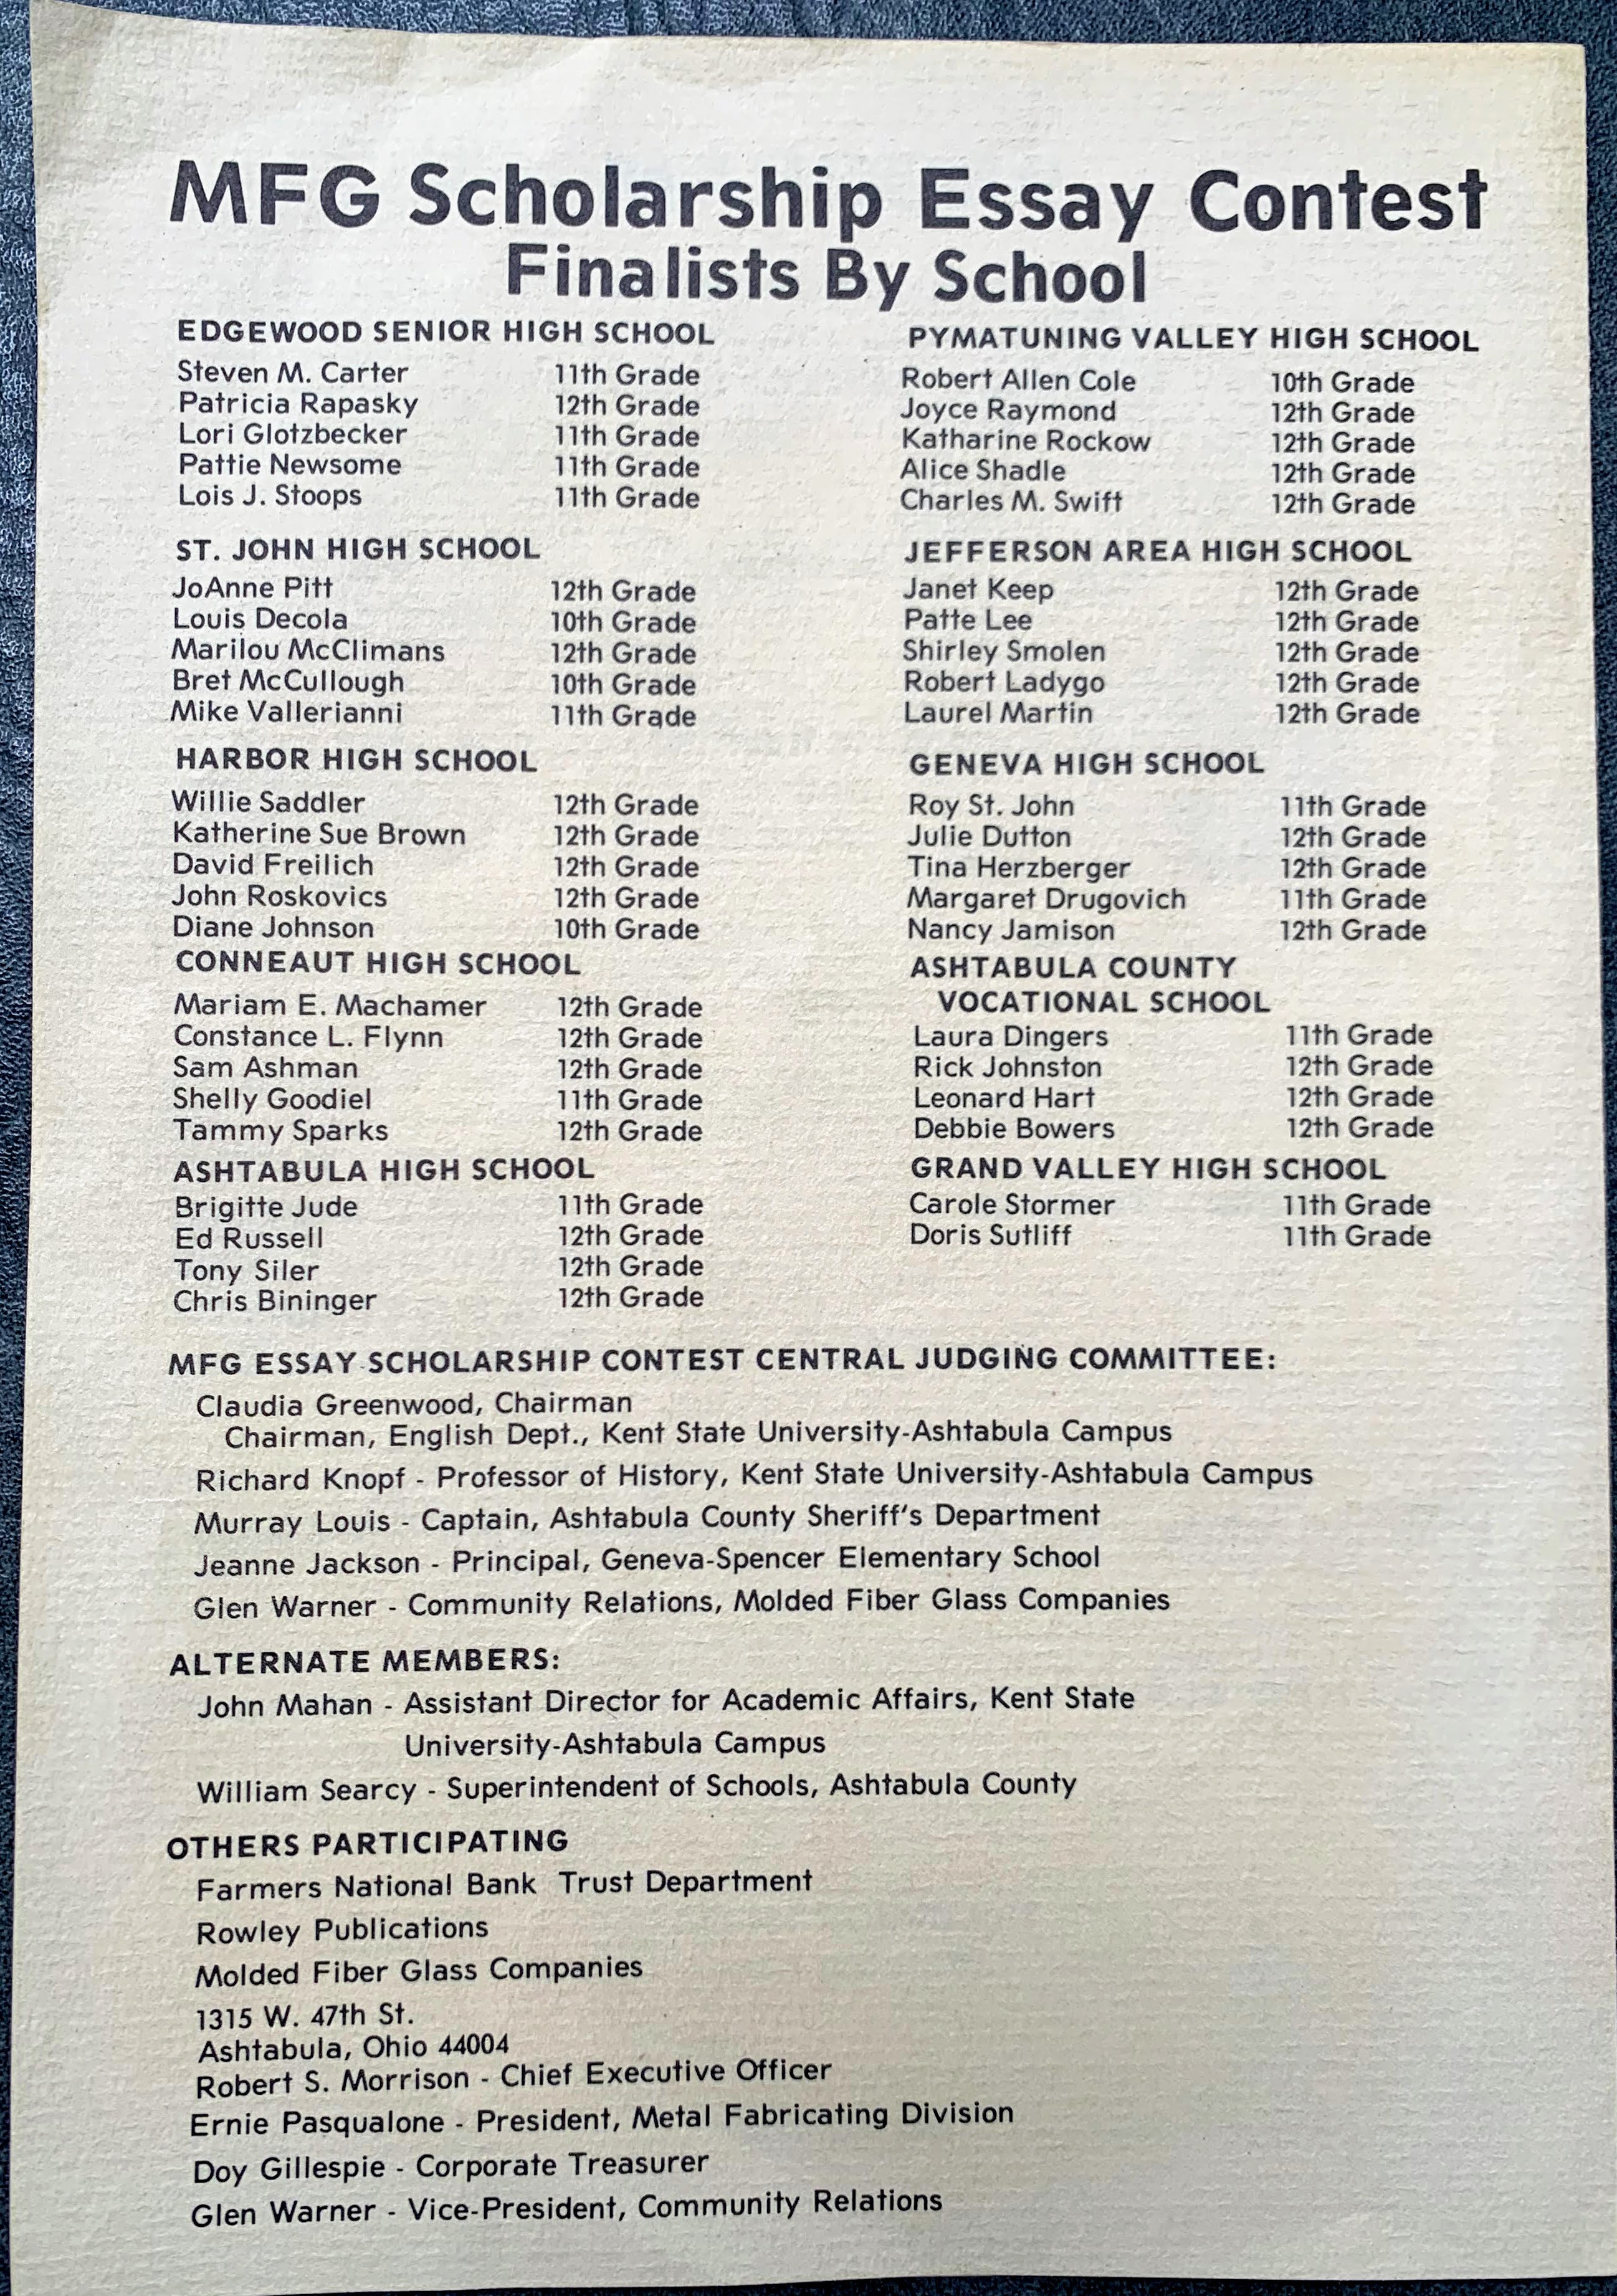 MFG Scholarship Essay Contest
Finalists By School
EDGEWOOD SENIOR HIGH SCHOOL
Steven M. Carter 11th Grade
Patricia Rapasky 12th Grade
Lori Glotzbecker 11th Grade
Pattie Newsome 11th Grade
Lois J. Stoops 11th Grade
ST. JOHN HIGH SCHOOL
JoAnne Pitt 12th Grade
Louis Decola 10th Grade
Marilou McClimans 12th Grade
Bret McCullough 10th Grade
Mike Vallerianni 11th Grade
HARBOR HIGH SCHOOL
Willie Saddler 12th Grade
Katherine Sue Brown 12th Grade
David Freilich 12th Grade
John Roskovics 12th Grade
Diane Johnson 10th Grade
CONNEAUT HIGH SCHOOL
Mariam E. Machamer 12th Grade
Constance L. Flynn 12th Grade
Sam Ashman 12th Grade
Shelly Goodiel 11th Grade
Tammy Sparks 12th Grade
ASHTABULA HIGH SCHOOL
Brigitte Jude 11th Grade
Ed Russell 12th Grade
Tony Siler 12th Grade
Chris Bininger 12th Grade
PYMATUNING VALLEY HIGH SCHOOL
Robert Allen Cole 10th Grade
Joyce Raymond 12th Grade
Katharine Rockow 12th Grade
Alice Shadle 12th Grade
Charles M. Swift 12th Grade
JEFFERSON AREA HIGH SCHOOL
Janet Keep 12th Grade
Patte Lee 12th Grade
Shirley Smolen 12th Grade
Robert Ladygo 12th Grade
Laurel Martin 12th Grade
GENEVA HIGH SCHOOL
Roy St. John 11th Grade
Julie Dutton 12th Grade
Tina Herzberger 12th Grade
Margaret Drugovich 11th Grade
Nancy Jamison 12th Grade
ASHTABULA COUNTY
VOCATIONAL SCHOOL
Laura Dingers 11th Grade
Rick Johnston 12th Grade
Leonard Hart 12th Grade
Debbie Bowers 12th Grade
GRAND VALLEY HIGH SCHOOL
Carole Stormer 11th Grade
Doris Sutliff 11th Grade
MFG ESSAY SCHOLARSHIP CONTEST CENTRAL JUDGING COMMITTEE:
Claudia Greenwood, Chairman
Chairman, English Dept., Kent State University-Ashtabula Campus
Richard Knopf - Professor of History, Kent State University-Ashtabula Campus
Murray Louis - Captain, Ashtabula County Sheriff's Department
Jeanne Jackson - Principal, Geneva-Spencer Elementary School
Glen Warner - Community Relations, Molded Fiber Glass Companies
ALTERNATE MEMBERS:
John Mahan - Assistant Director for Academic Affairs, Kent State
University-Ashtabula Campus
William Searcy - Superintendent of Schools, Ashtabula County
OTHERS PARTICIPATING
Farmers National Bank Trust Department
Rowley Publications
Molded Fiber Glass Companies
1315 W. 47th St.
Ashtabula, Ohio 44004
Robert S. Morrison - Chief Executive Officer
Ernie Pasqualone - President, Metal Fabricating Division
Doy Gillespie - Corporate Treasurer
Glen Warner - Vice-President, Community Relations